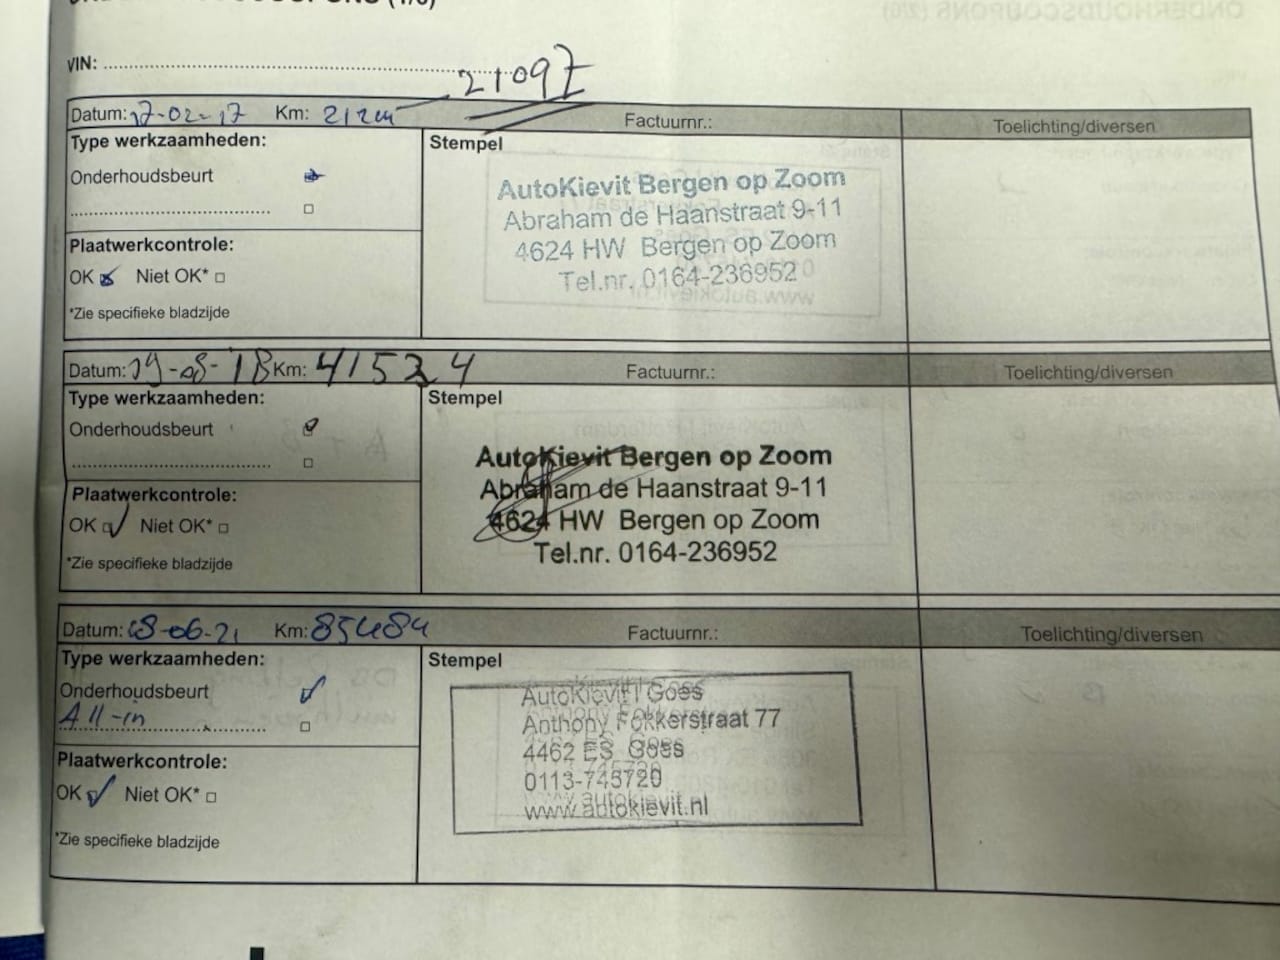 VIN:
21097
Datum: 17-02-17 Km: Factuurnr.: Toelichting/diversen
Type werkzaamheden:
Stempel
Onderhoudsbeurt
Plaatwerkcontrole:
OK Niet OK*
*Zie specifieke bladzijde
AutoKievit Bergen op Zoom
Abraham de Haanstraat 9-11
4624 HW Bergen op Zoom
Tel.nr. 0164-236952
Datum: 19-08-'18 Km: 41524 Factuurnr.: Toelichting/diversen
Type werkzaamheden:
Stempel
Onderhoudsbeurt
Plaatwerkcontrole:
OK Niet OK*
*Zie specifieke bladzijde
AutoKievit Bergen op Zoom
Abraham de Haanstraat 9-11
4624 HW Bergen op Zoom
Tel.nr. 0164-236952
Datum: 18-06-21 Km: 85484 Factuurnr.: Toelichting/diversen
Type werkzaamheden:
Stempel
Onderhoudsbeurt
All-in
Plaatwerkcontrole:
OK Niet OK*
*Zie specifieke bladzijde
AutoKievit Goes
Anthony Fokkerstraat 77
4462 ES Goes
0113-745720
www.autokievit.nl